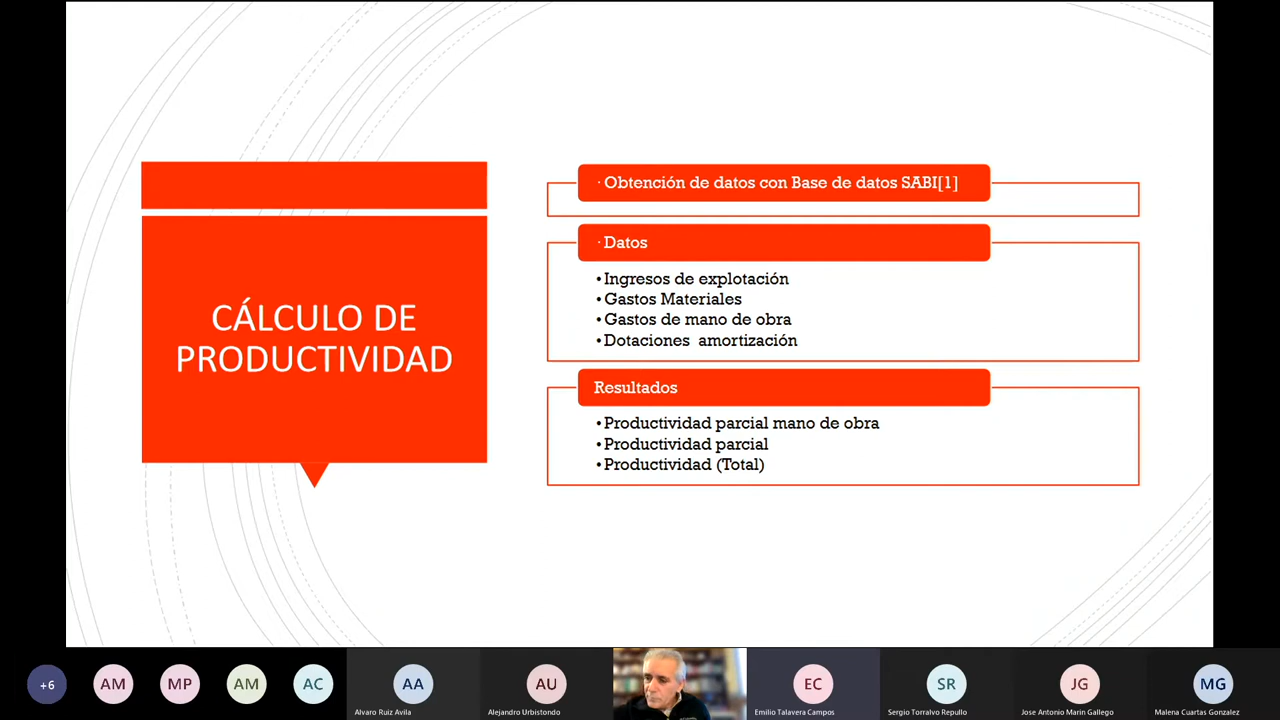 CÁLCULO DE
PRODUCTIVIDAD
· Obtención de datos con Base de datos SABI[1]
· Datos
• Ingresos de explotación
• Gastos Materiales
• Gastos de mano de obra
• Dotaciones  amortización
Resultados
• Productividad parcial mano de obra
• Productividad parcial
• Productividad (Total)
+6
AM
MP
AM
AC
AA
Alvaro Ruiz Avila
AU
Alejandro Urbistondo
EC
Emilio Talavera Campos
SR
Sergio Torralvo Repullo
JG
Jose Antonio Marin Gallego
MG
Malena Cuartas Gonzalez